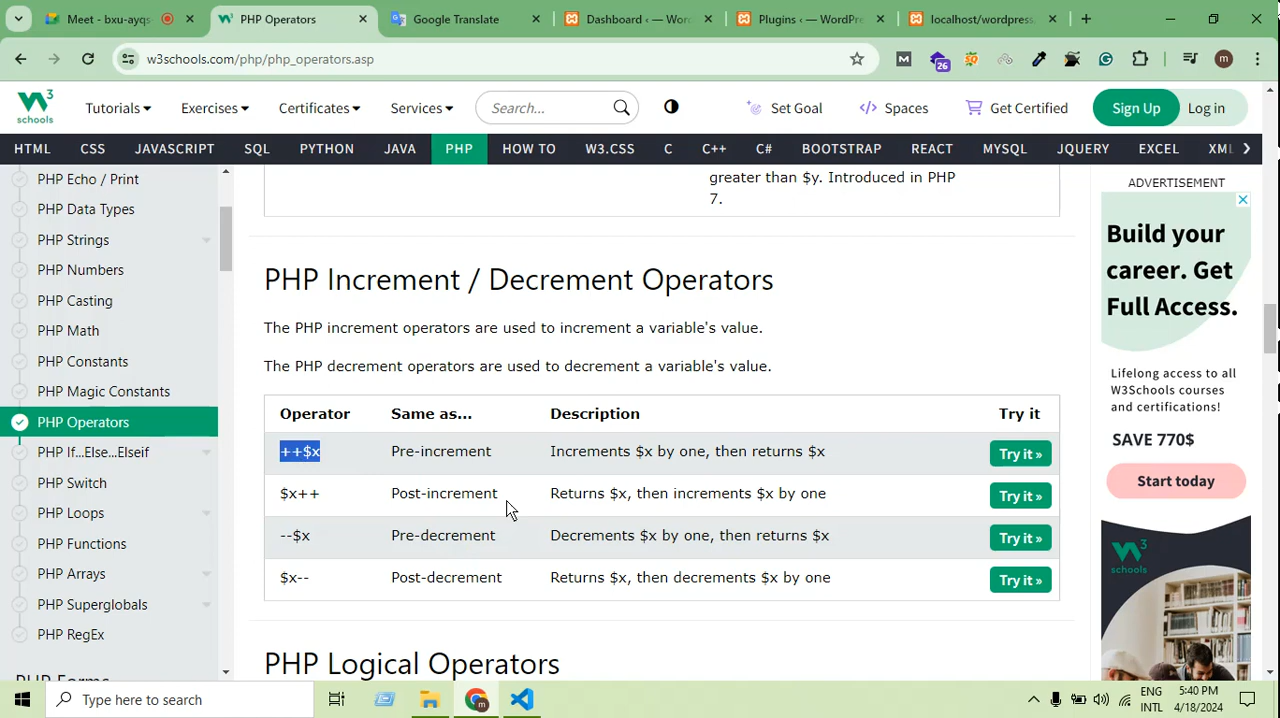 Meet - bxu-ayqs
PHP Operators
Google Translate
Dashboard ‹ — Wor
Plugins ‹ — WordPre
localhost/wordpress
w3schools.com/php/php_operators.asp
26
m
schools
Tutorials
Exercises
Certificates
Services
Search...
Set Goal
Spaces
Get Certified
Sign Up
Log in
HTML
CSS
JAVASCRIPT
SQL
PYTHON
JAVA
PHP
HOW TO
W3.CSS
C
C++
C#
BOOTSTRAP
REACT
MYSQL
JQUERY
EXCEL
XML
PHP Echo / Print
PHP Data Types
PHP Strings
PHP Numbers
PHP Casting
PHP Math
PHP Constants
PHP Magic Constants
PHP Operators
PHP If...Else...Elseif
PHP Switch
PHP Loops
PHP Functions
PHP Arrays
PHP Superglobals
PHP RegEx
greater than $y. Introduced in PHP
7.
PHP Increment / Decrement Operators
The PHP increment operators are used to increment a variable's value.
The PHP decrement operators are used to decrement a variable's value.
Operator Same as... Description Try it
++$x Pre-increment Increments $x by one, then returns $x Try it »
$x++ Post-increment Returns $x, then increments $x by one Try it »
--$x Pre-decrement Decrements $x by one, then returns $x Try it »
$x-- Post-decrement Returns $x, then decrements $x by one Try it »
PHP Logical Operators
ADVERTISEMENT
Build your
career. Get
Full Access.
Lifelong access to all
W3Schools courses
and certifications!
SAVE 770$
Start today
schools
Type here to search
ENG
INTL
5:40 PM
4/18/2024